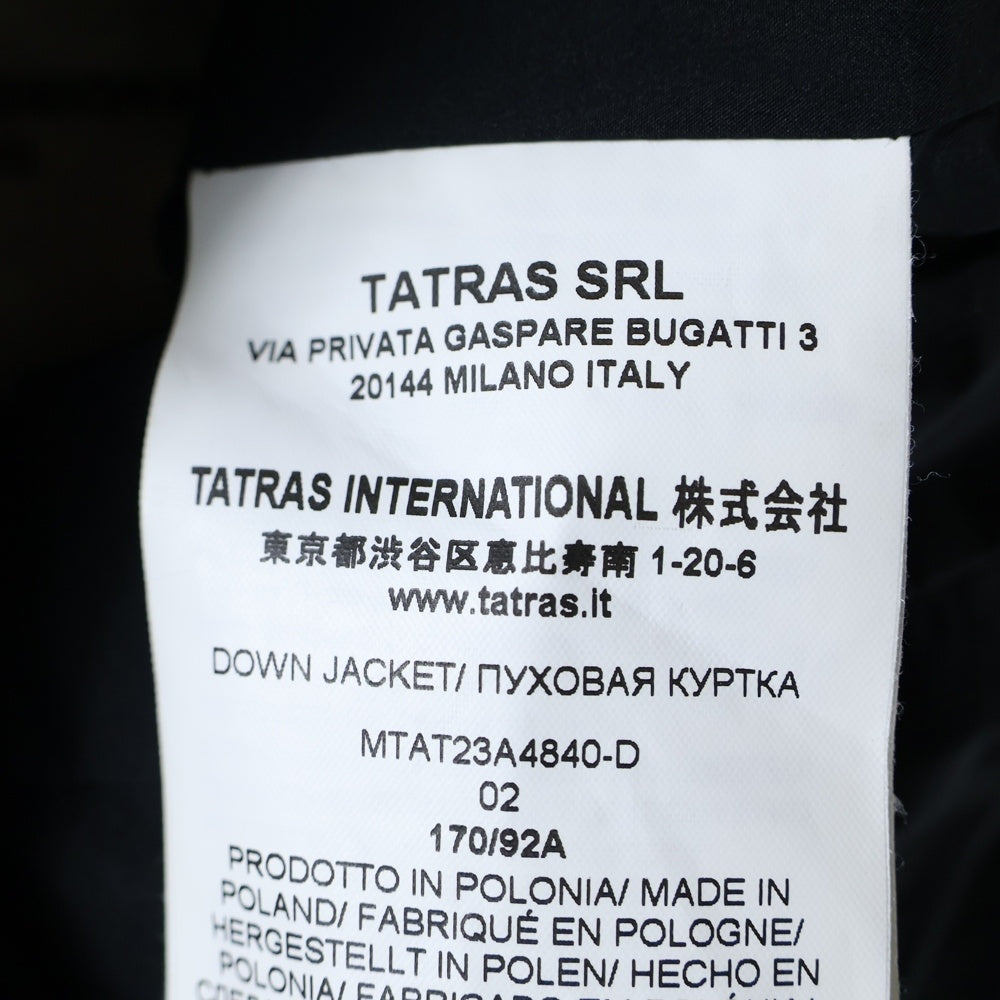 TATRAS SRL
VIA PRIVATA GASPARE BUGATTI 3
20144 MILANO ITALY
TATRAS INTERNATIONAL 株式会社
東京都渋谷区恵比寿南 1-20-6
www.tatras.it
DOWN JACKET/ ПУХОВАЯ КУРТКА
MTAT23A4840-D
02
170/92A
PRODOTTO IN POLONIA/ MADE IN
POLAND/ FABRIQUÉ EN POLOGNE/
HERGESTELLT IN POLEN/ HECHO EN
POLONIA/ FABRICADO EN